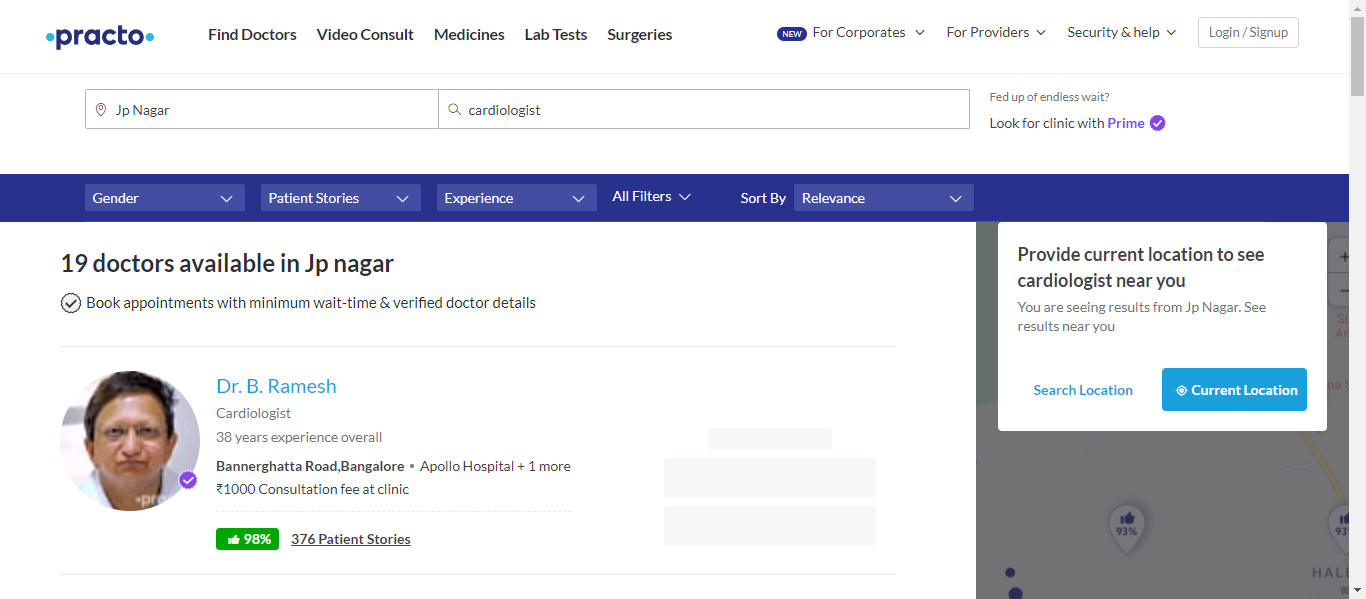 practo
Find Doctors
Video Consult
Medicines
Lab Tests
Surgeries
NEW For Corporates
For Providers
Security & help
Login / Signup
Jp Nagar
cardiologist
Fed up of endless wait?
Look for clinic with Prime
Gender
Patient Stories
Experience
All Filters
Sort By
Relevance
19 doctors available in Jp nagar
Book appointments with minimum wait-time & verified doctor details
Dr. B. Ramesh
Cardiologist
38 years experience overall
Bannerghatta Road,Bangalore • Apollo Hospital + 1 more
₹1000 Consultation fee at clinic
98%
376 Patient Stories
Provide current location to see
cardiologist near you
You are seeing results from Jp Nagar. See
results near you
Search Location
Current Location
93%